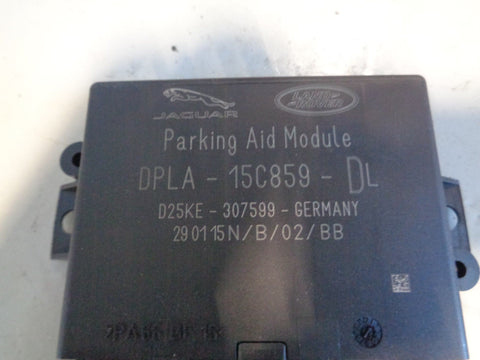 JAGUAR LAND ROVER
Parking Aid Module
DPLA - 15C859 - DL
D25KE - 307599 - GERMANY
290115N/B/02/BB